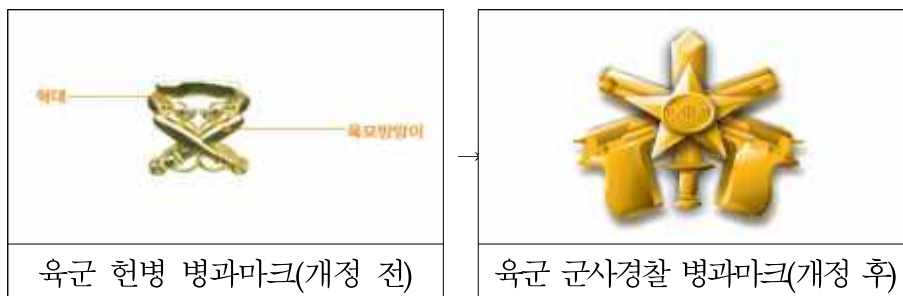 혁대
육모방망이
→
육군 헌병 병과마크(개정 전)
육군 군사경찰 병과마크(개정 후)